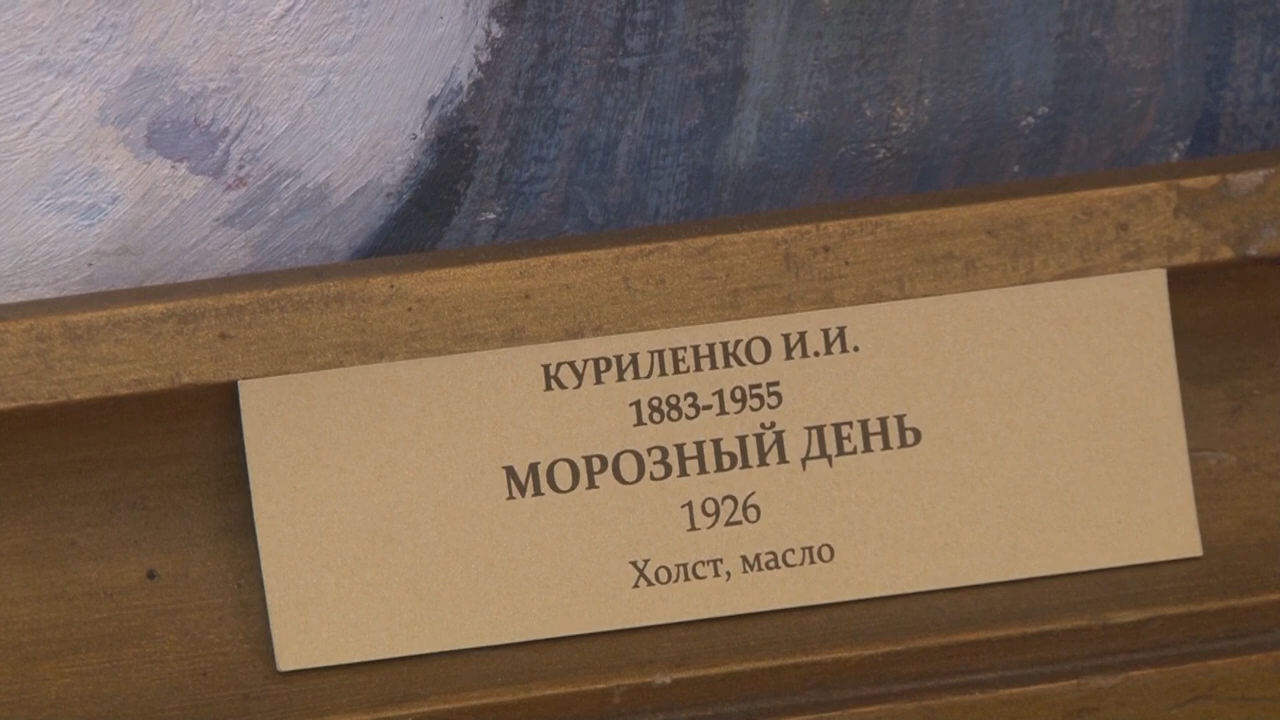 КУРИЛЕНКО И.И.
1883-1955
МОРОЗНЫЙ ДЕНЬ
1926
Холст, масло